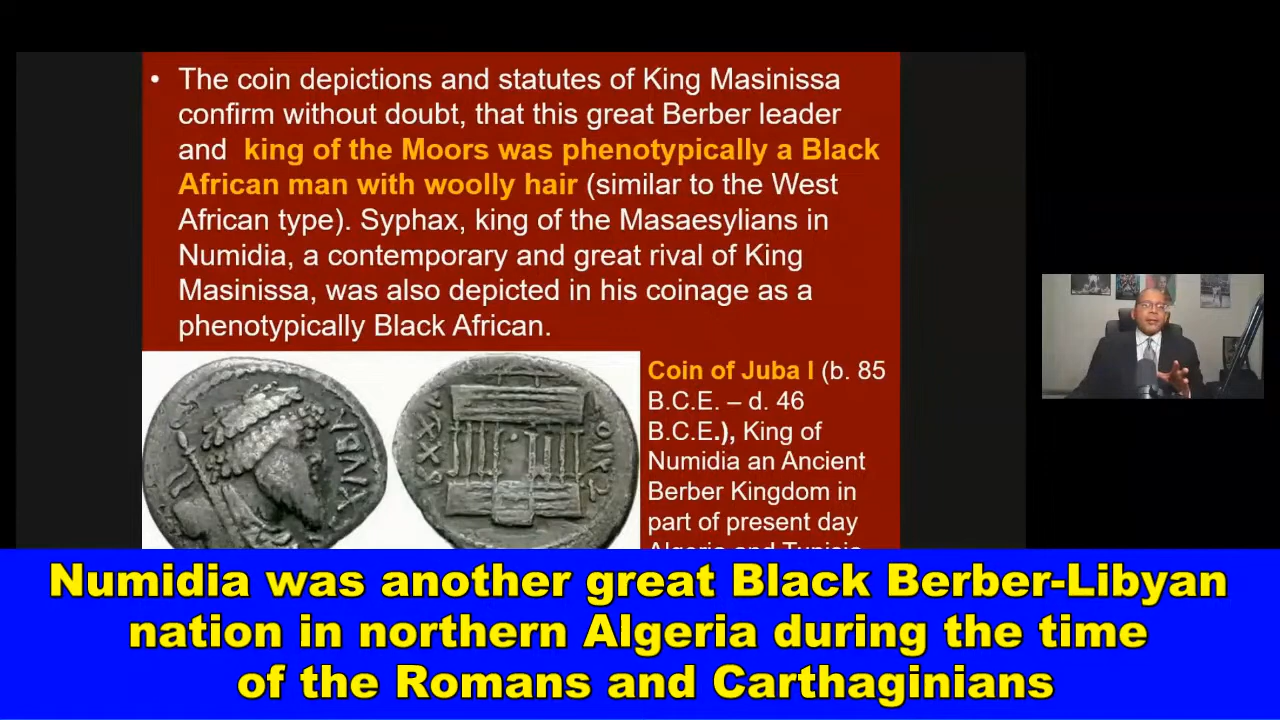 • The coin depictions and statutes of King Masinissa
confirm without doubt, that this great Berber leader
and king of the Moors was phenotypically a Black
African man with woolly hair (similar to the West
African type). Syphax, king of the Masaesylians in
Numidia, a contemporary and great rival of King
Masinissa, was also depicted in his coinage as a
phenotypically Black African.
Coin of Juba I (b. 85
B.C.E. – d. 46
B.C.E.), King of
Numidia an Ancient
Berber Kingdom in
part of present day
Algeria and Tunisia
Numidia was another great Black Berber-Libyan
nation in northern Algeria during the time
of the Romans and Carthaginians